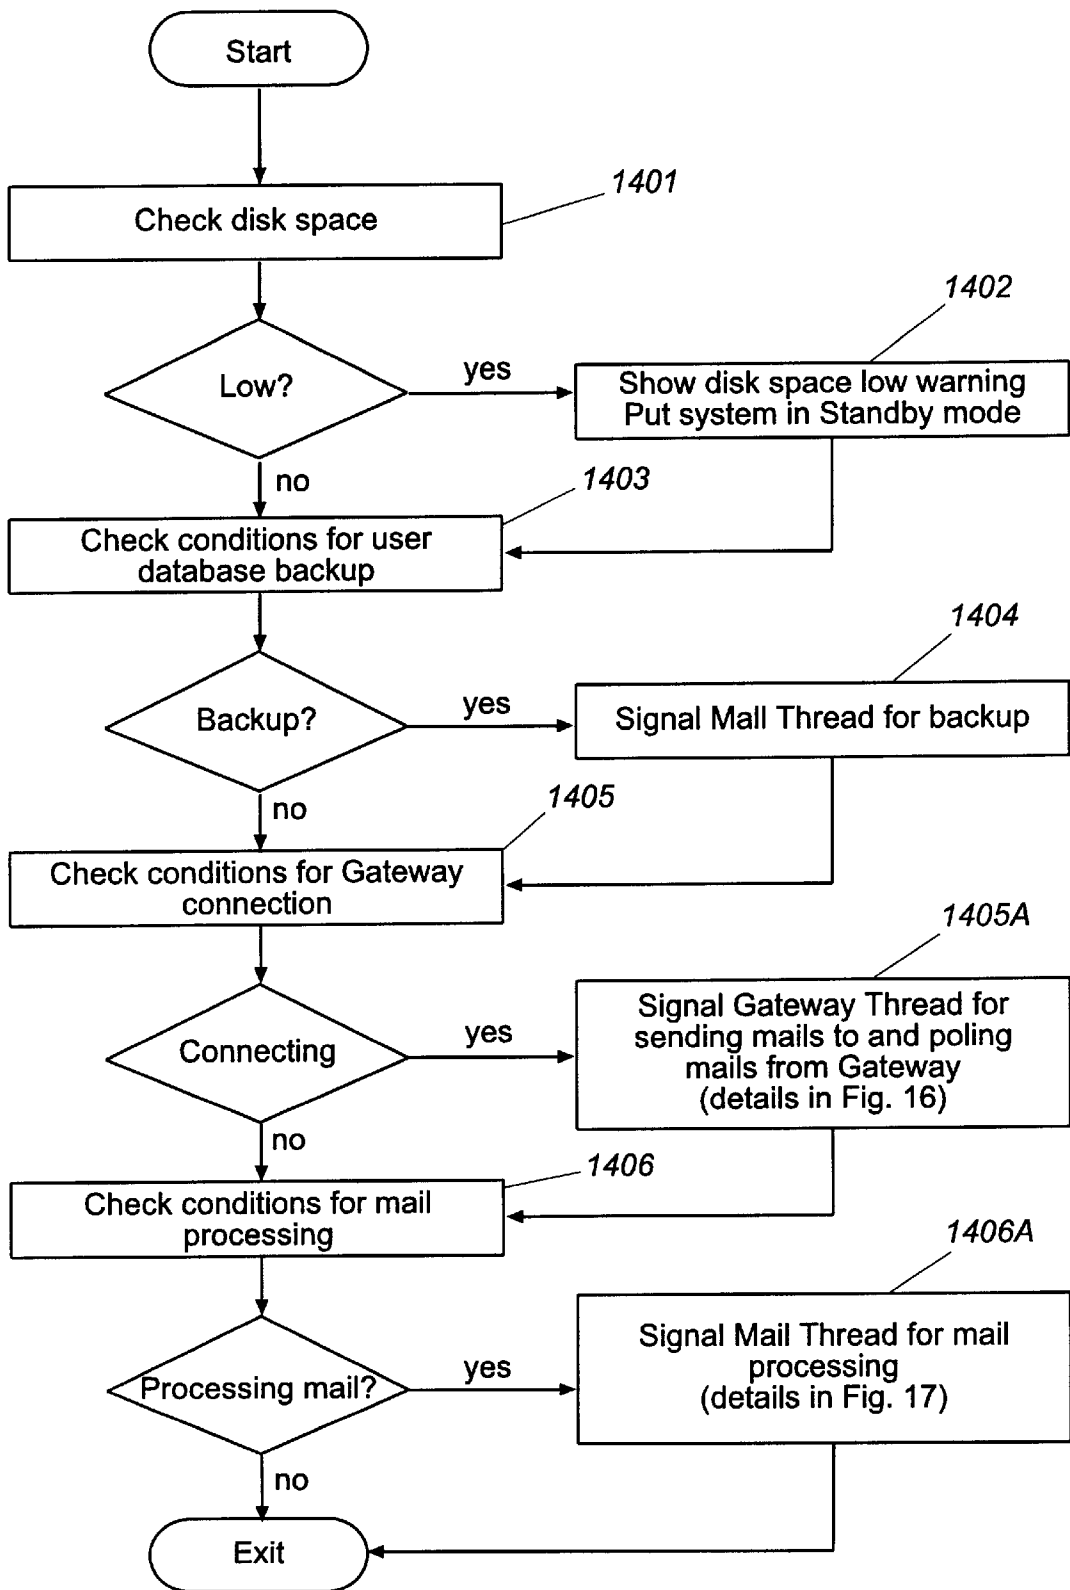 Start
1401
Check disk space
1402
Low?
yes
Show disk space low warning
Put system in Standby mode
no
1403
Check conditions for user
database backup
1404
Backup?
yes
Signal Mall Thread for backup
no
1405
Check conditions for Gateway
connection
1405A
Signal Gateway Thread for
sending mails to and poling
mails from Gateway
(details in Fig. 16)
Connecting
yes
no
1406
Check conditions for mail
processing
1406A
Signal Mail Thread for mail
processing
(details in Fig. 17)
Processing mail?
yes
no
Exit